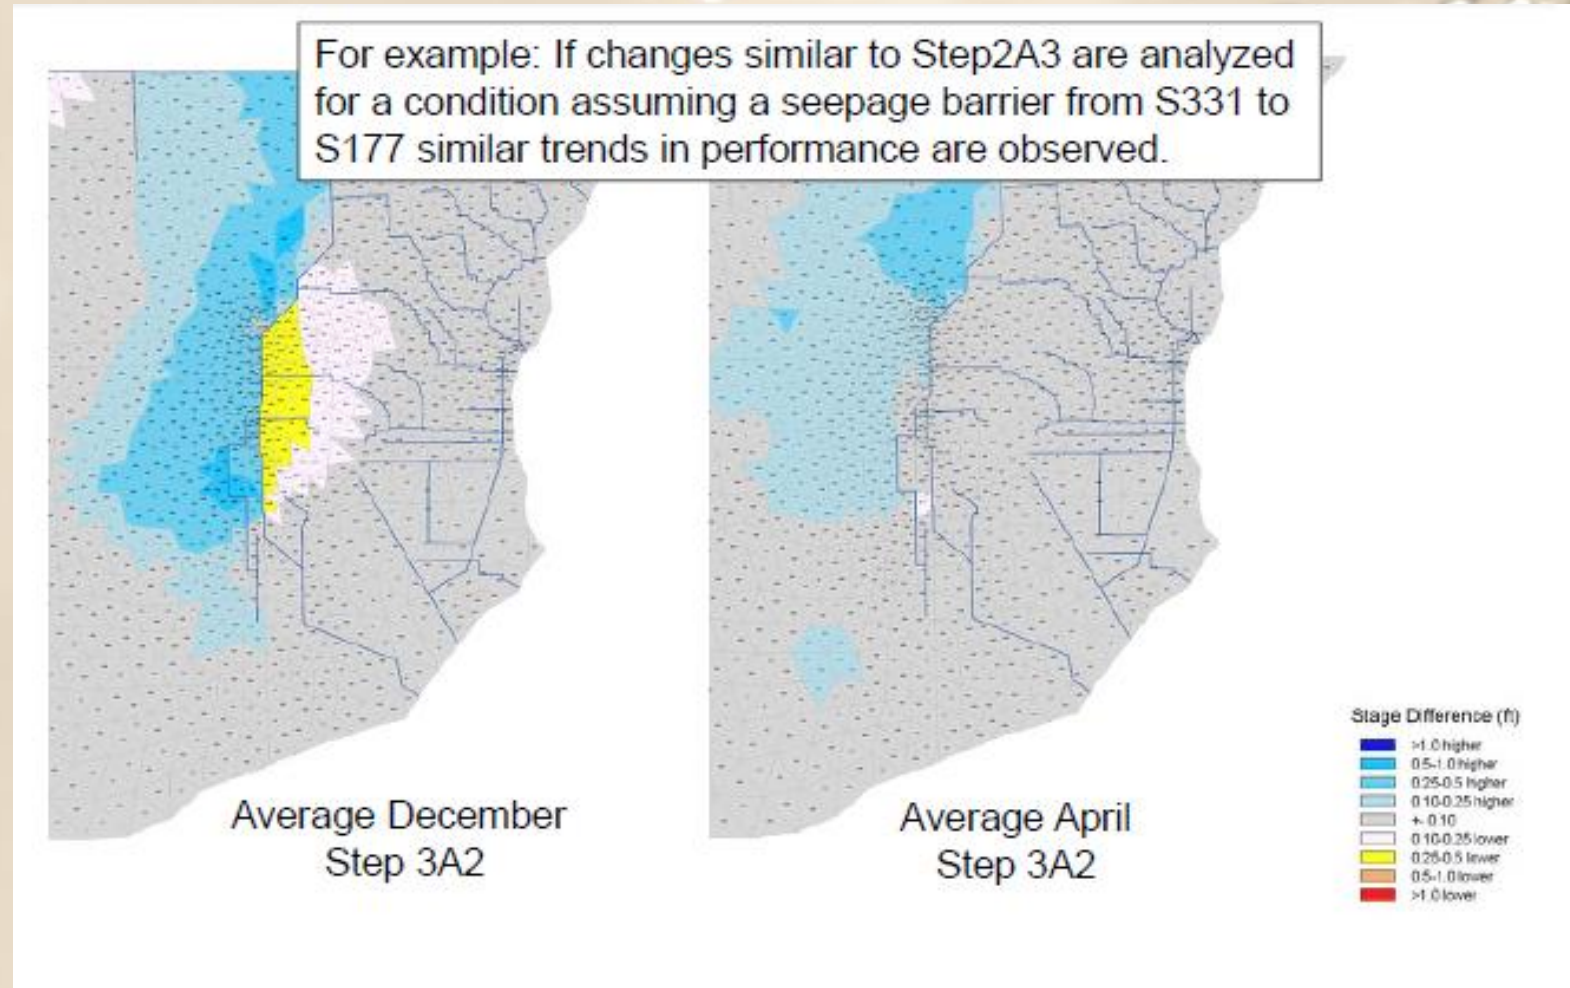 For example: If changes similar to Step2A3 are analyzed
for a condition assuming a seepage barrier from S331 to
S177 similar trends in performance are observed.
Average December
Step 3A2
Average April
Step 3A2
Stage Difference (ft)
>1.0 higher
0.5-1.0 higher
0.25-0.5 higher
0.10-0.25 higher
+- 0.10
0.10-0.25 lower
0.25-0.5 lower
0.5-1.0 lower
>1.0 lower